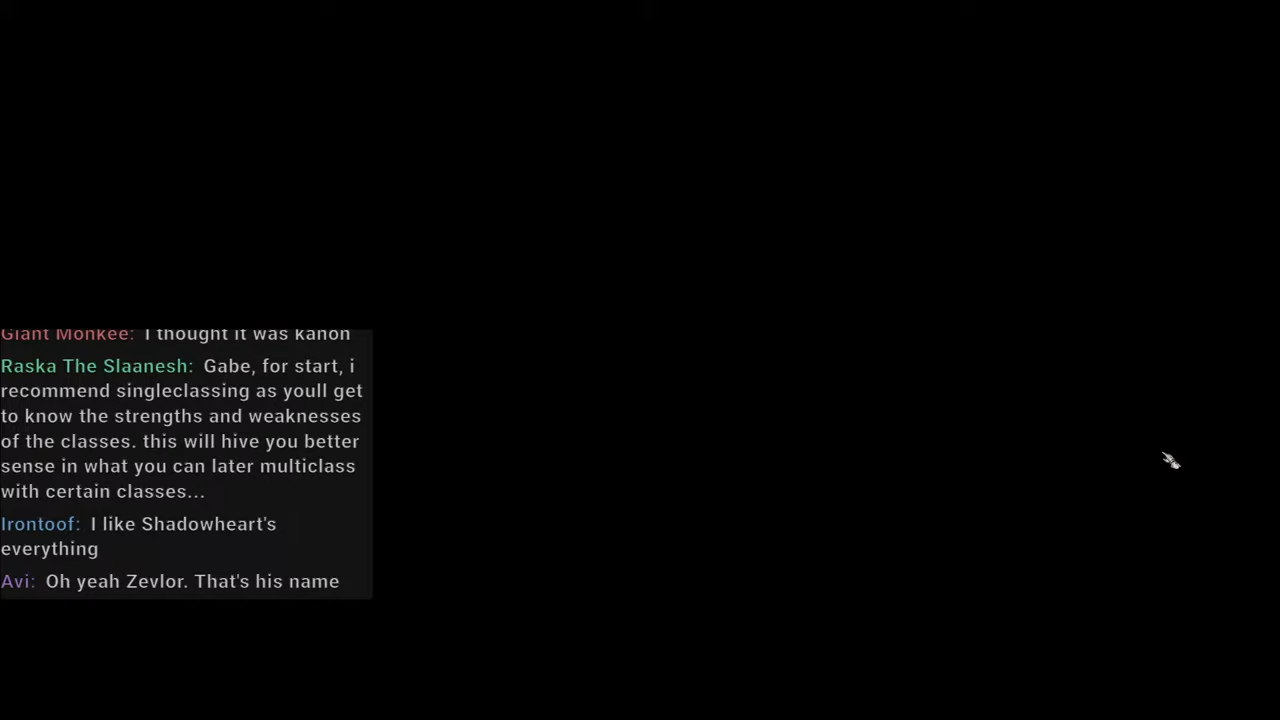 Giant Monkee: I thought it was kanon
Raska The Slaanesh: Gabe, for start, i
recommend singleclassing as youll get
to know the strengths and weaknesses
of the classes. this will hive you better
sense in what you can later multiclass
with certain classes...
Irontoof: I like Shadowheart's
everything
Avi: Oh yeah Zevlor. That's his name